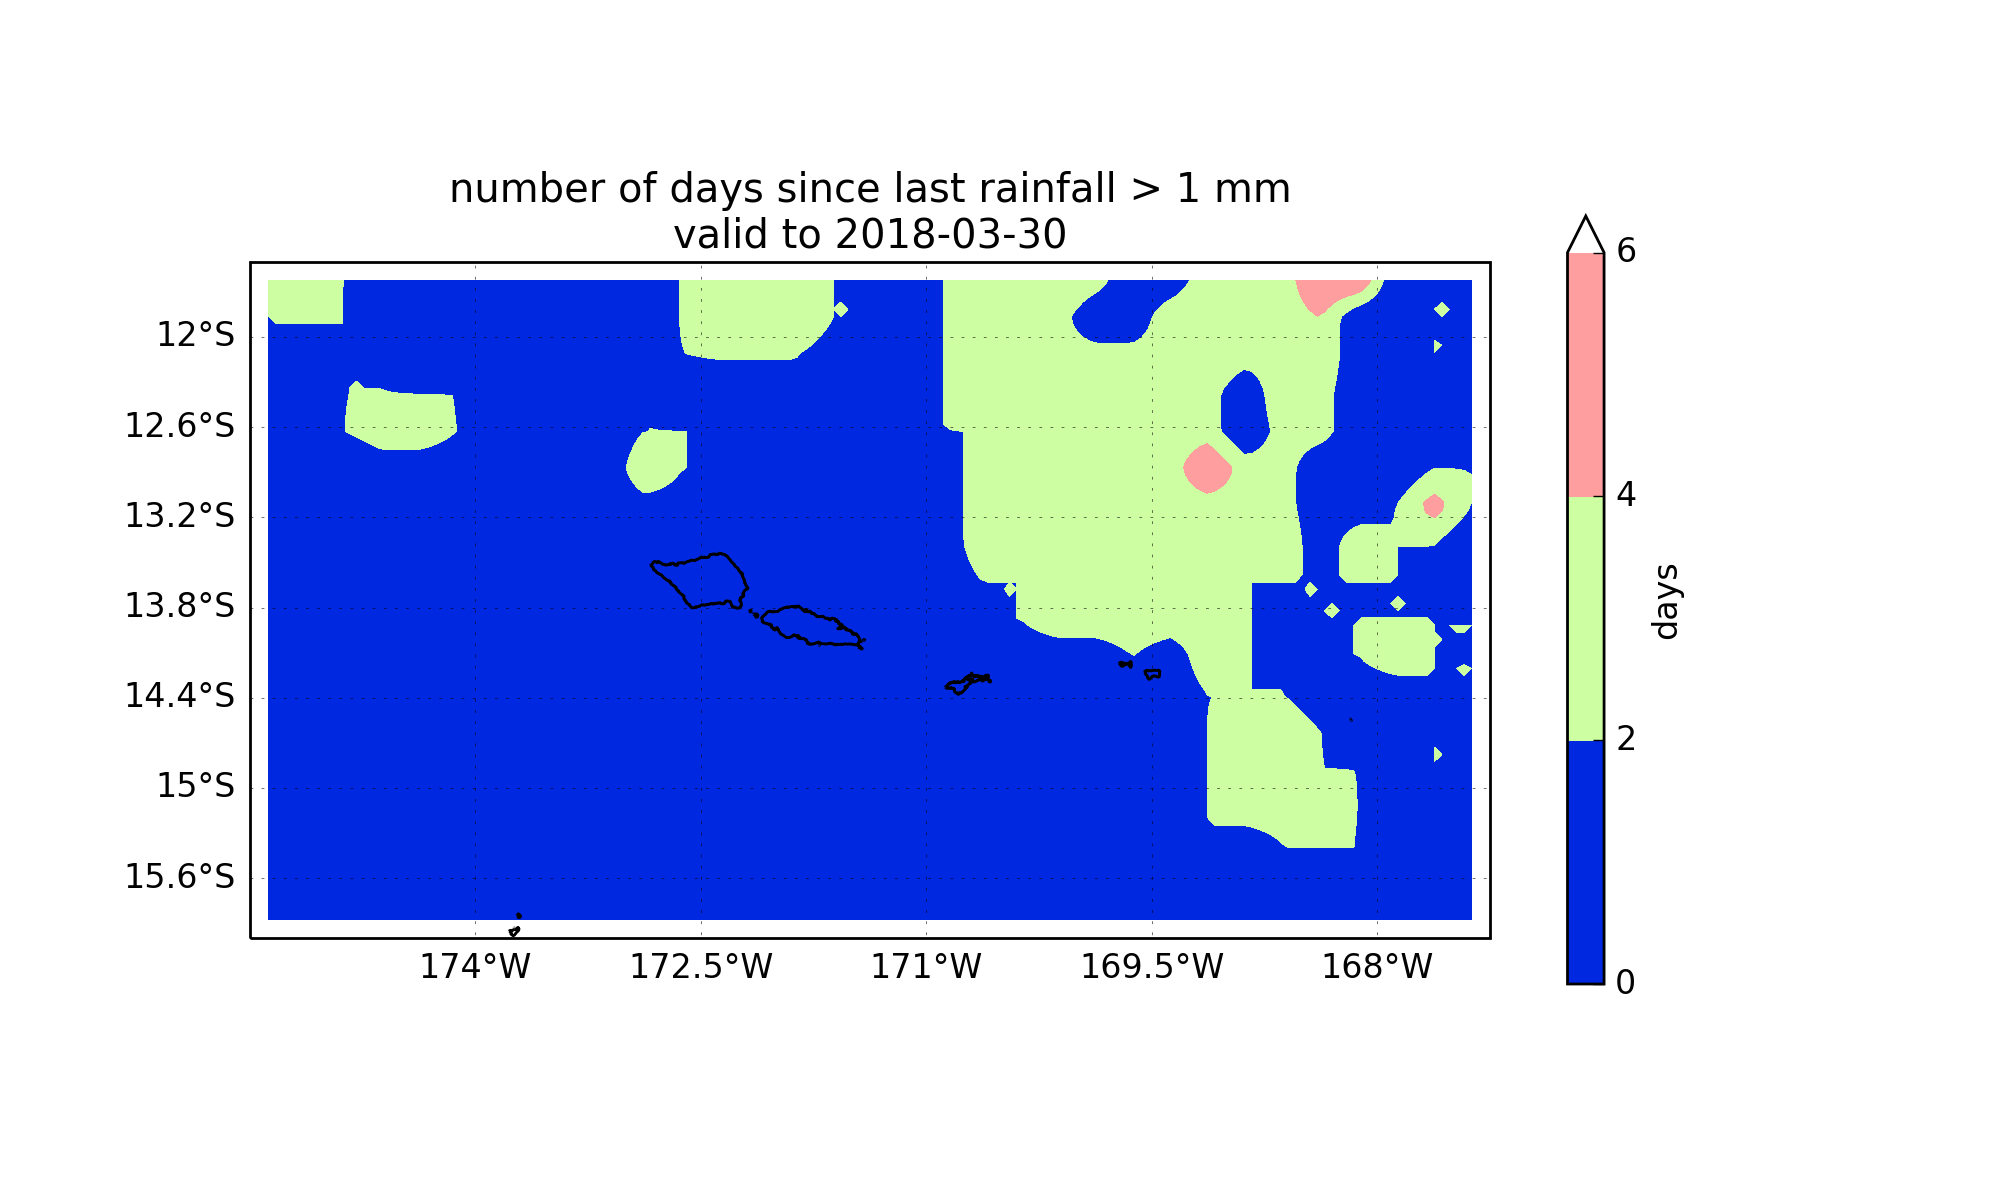 number of days since last rainfall > 1 mm
valid to 2018-03-30
12°S
12.6°S
13.2°S
13.8°S
14.4°S
15°S
15.6°S
174°W
172.5°W
171°W
169.5°W
168°W
6
4
2
0
days